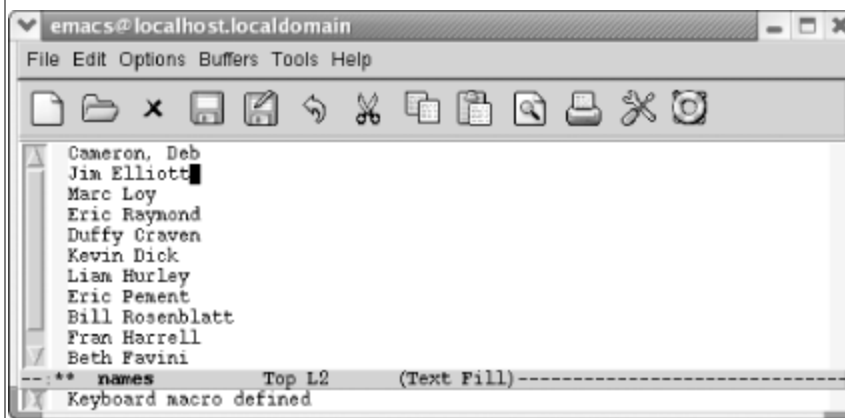 emacs@localhost.localdomain
File Edit Options Buffers Tools Help
Cameron, Deb
Jim Elliott
Marc Loy
Eric Raymond
Duffy Craven
Kevin Dick
Liam Hurley
Eric Pement
Bill Rosenblatt
Fran Harrell
Beth Favini
--:** names Top L2 (Text Fill)------------------------------
Keyboard macro defined